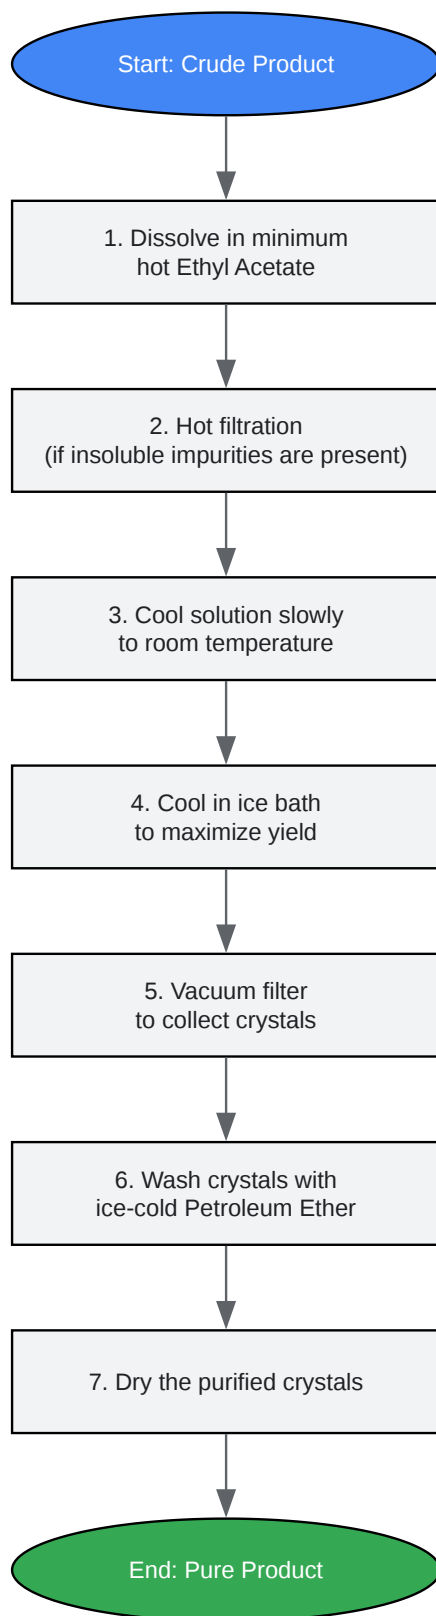 Start: Crude Product
1. Dissolve in minimum
hot Ethyl Acetate
2. Hot filtration
(if insoluble impurities are present)
3. Cool solution slowly
to room temperature
4. Cool in ice bath
to maximize yield
5. Vacuum filter
to collect crystals
6. Wash crystals with
ice-cold Petroleum Ether
7. Dry the purified crystals
End: Pure Product